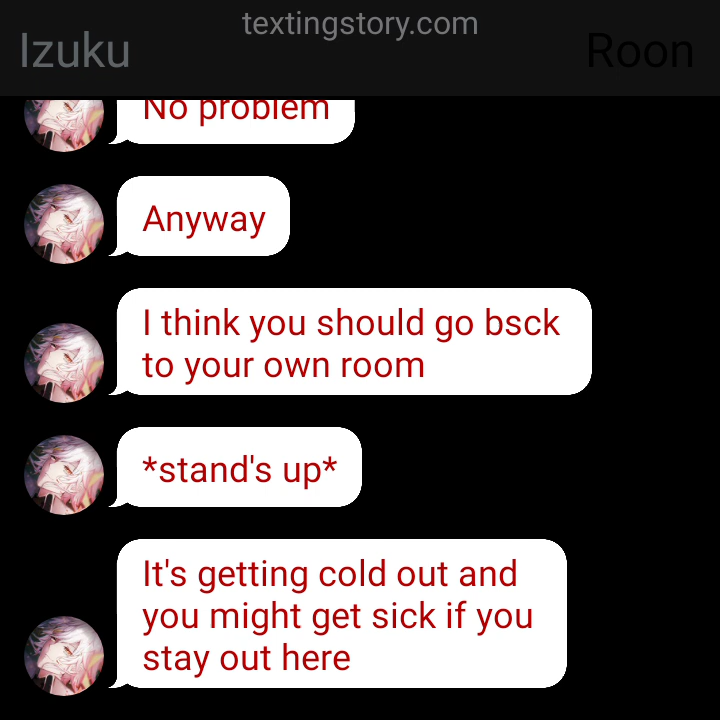 textingstory.com
Izuku
Roon
No problem
Anyway
I think you should go bsck
to your own room
*stand's up*
It's getting cold out and
you might get sick if you
stay out here